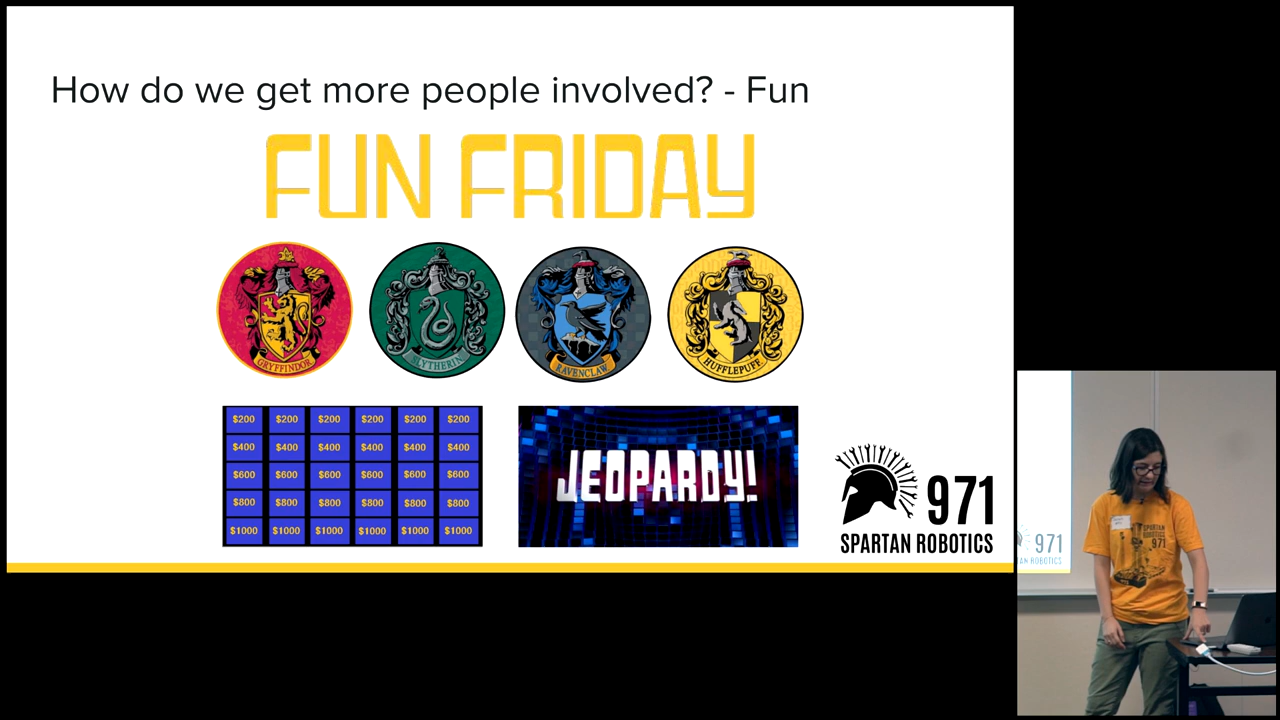 How do we get more people involved? - Fun
FUN FRIDAY
GRYFFINDOR
SLYTHERIN
RAVENCLAW
HUFFLEPUFF
$200 $200 $200 $200 $200 $200
$400 $400 $400 $400 $400 $400
$600 $600 $600 $600 $600 $600
$800 $800 $800 $800 $800 $800
$1000 $1000 $1000 $1000 $1000 $1000
JEOPARDY!
971
SPARTAN ROBOTICS
971
ROBOTICS
SPARTAN
ROBOTICS
971